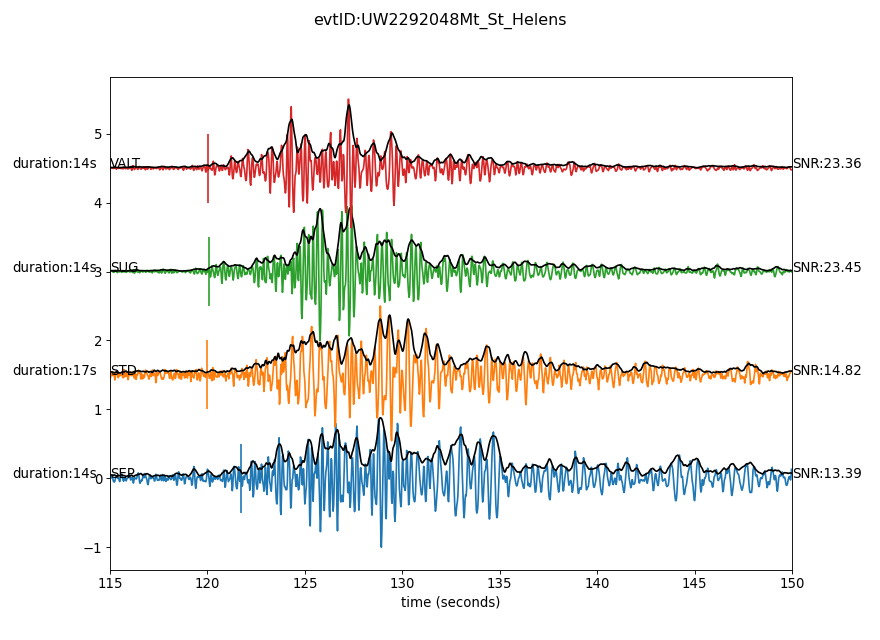 evtID:UW2292048Mt_St_Helens
5
duration:14s VALT SNR:23.36
4
duration:14s SUG SNR:23.45
3
2
duration:17s STD SNR:14.82
1
duration:14s SEP SNR:13.39
0
−1
115 120 125 130 135 140 145 150
time (seconds)